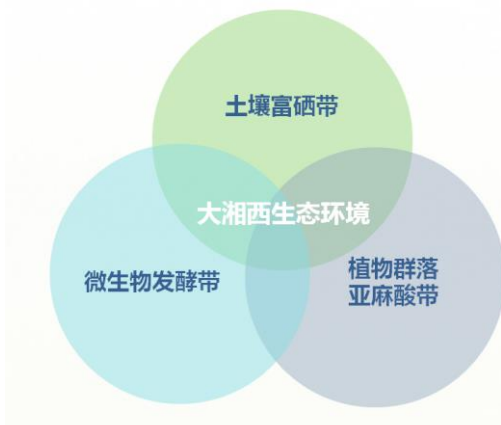 土壤富硒带
大湘西生态环境
微生物发酵带
植物群落
亚麻酸带